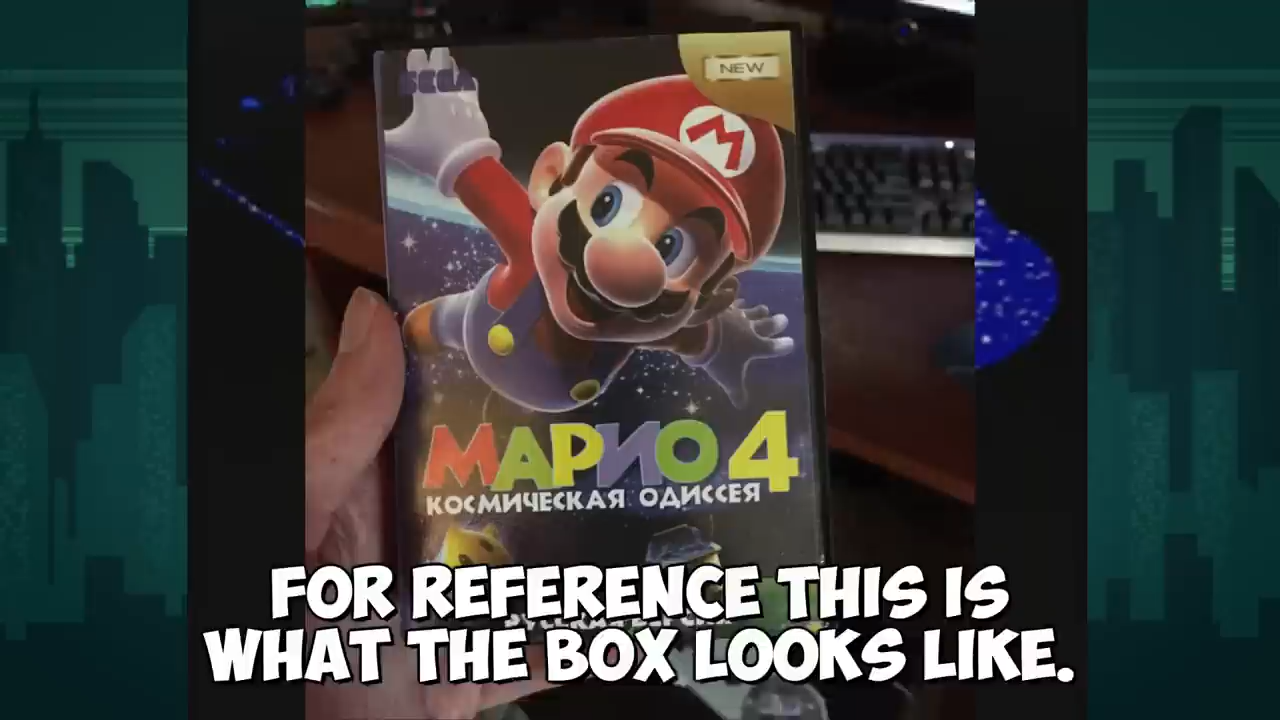 SEGA
NEW
M
МАРИО 4
КОСМИЧЕСКАЯ ОДИССЕЯ
FOR REFERENCE THIS IS
WHAT THE BOX LOOKS LIKE.